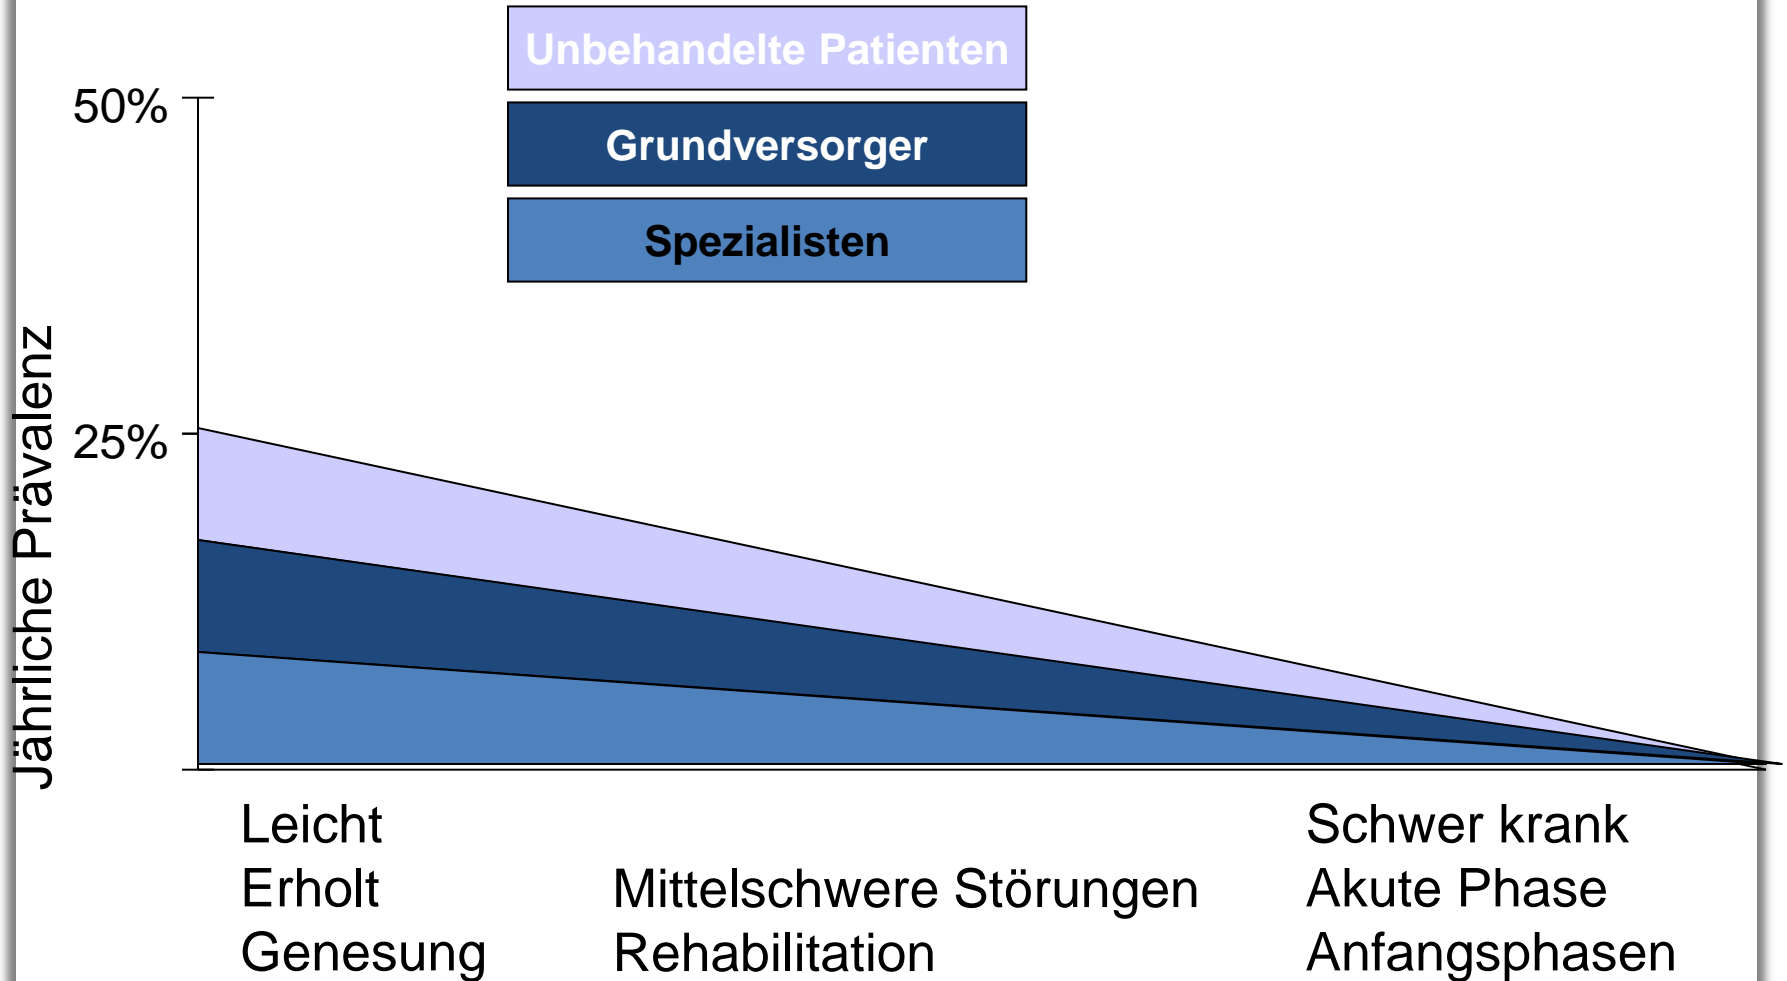 Unbehandelte Patienten
50%
Grundversorger
Spezialisten
Jährliche Prävalenz
25%
Leicht
Erholt
Genesung
Mittelschwere Störungen
Rehabilitation
Schwer krank
Akute Phase
Anfangsphasen